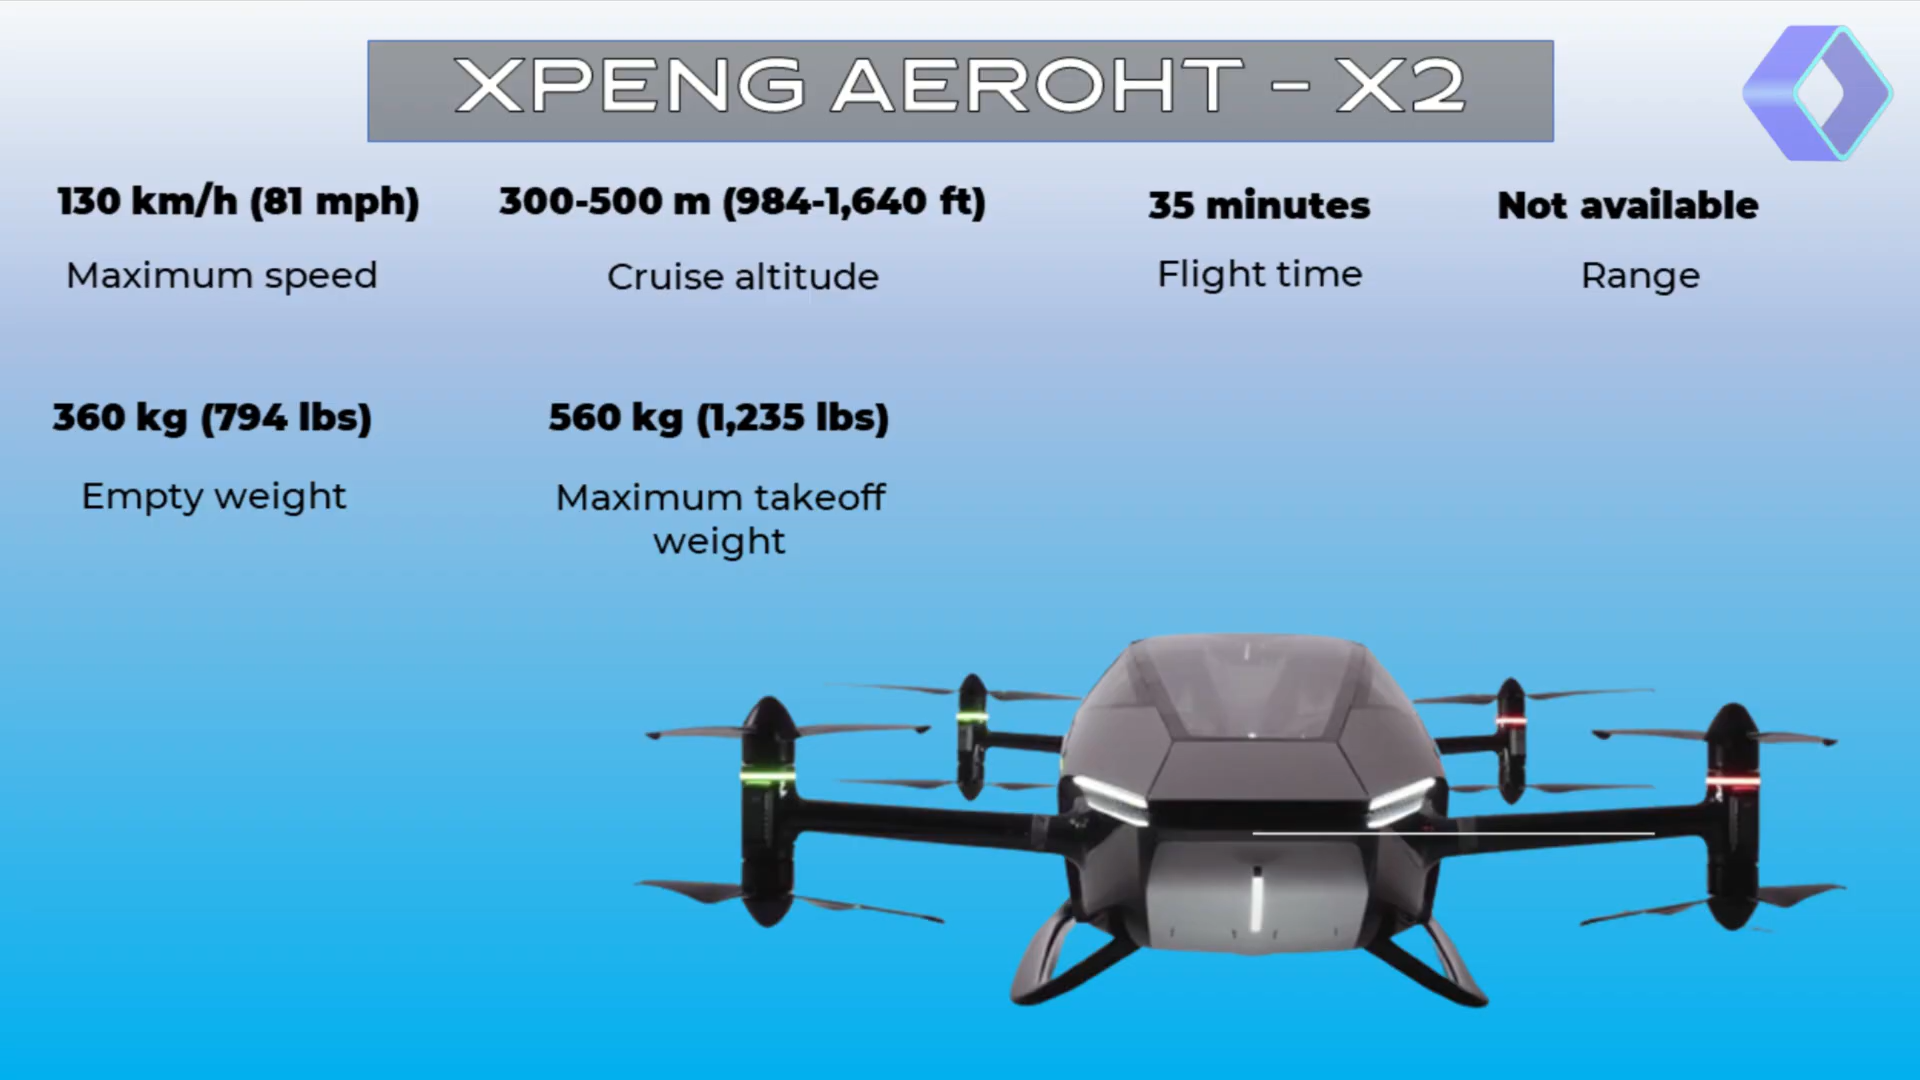 XPENG AEROHT – X2
130 km/h (81 mph)
Maximum speed
300-500 m (984-1,640 ft)
Cruise altitude
35 minutes
Flight time
Not available
Range
360 kg (794 lbs)
Empty weight
560 kg (1,235 lbs)
Maximum takeoff
weight